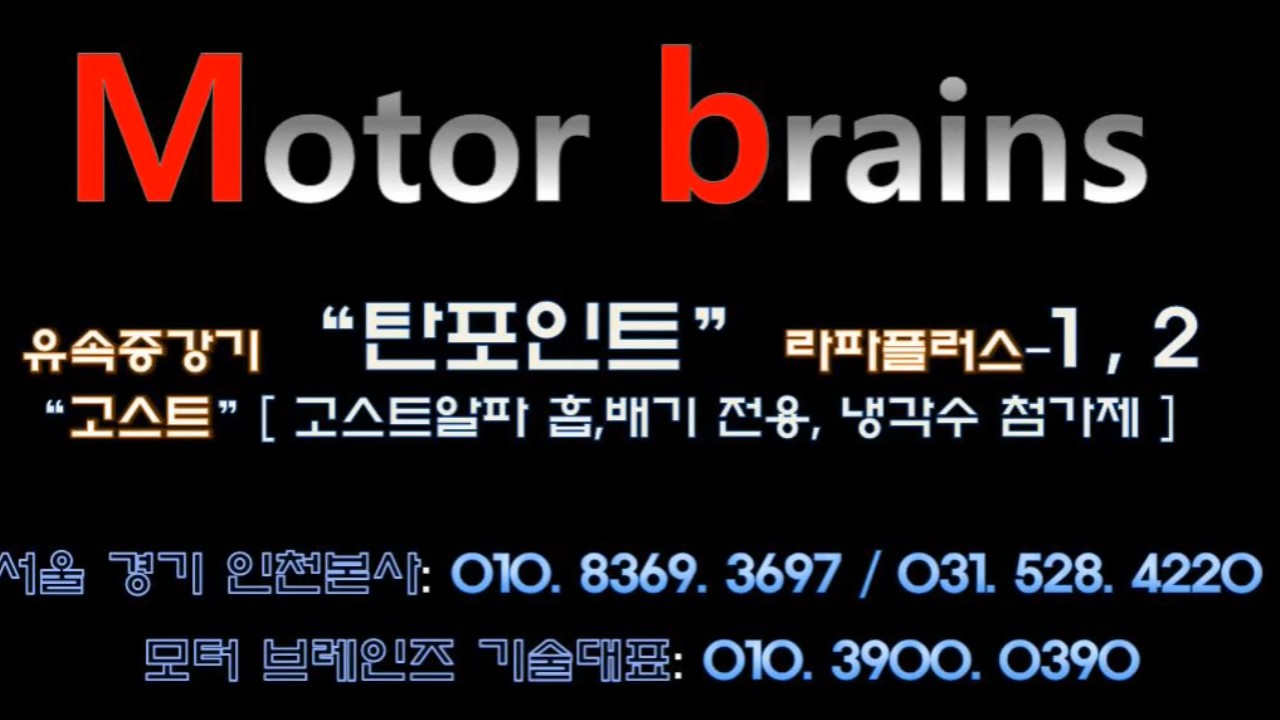 Motor brains
유속증강기 “탄포인트” 라파플러스-1 , 2
“고스트” [ 고스트알파 흡,배기 전용, 냉각수 첨가제 ]
서울 경기 인천본사: 010. 8369. 3697 / 031. 528. 4220
모터 브레인즈 기술대표: 010. 3900. 0390